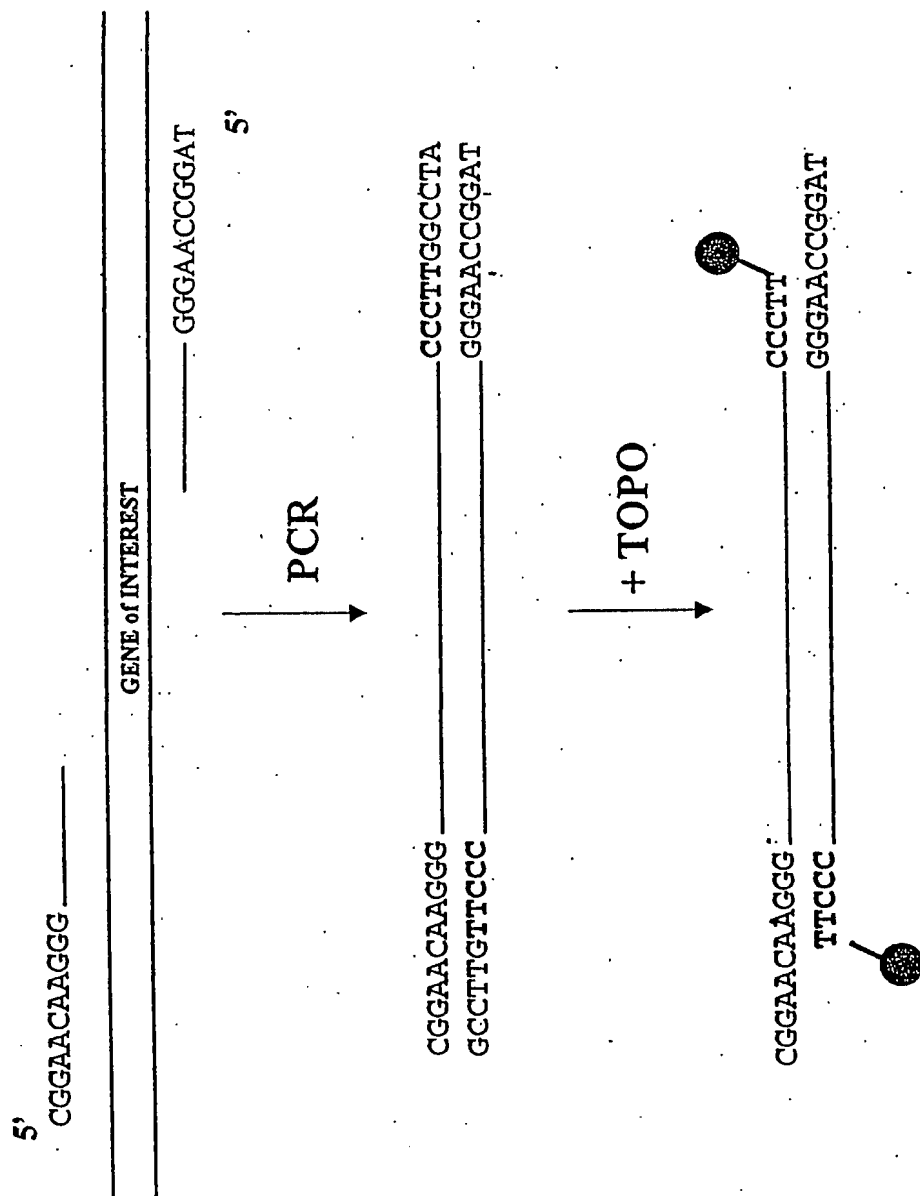 5'
CGGAACAAGGG
GENE of INTEREST
GGGAACCGGAT
5'
PCR
CGGAACAAGGG CCCTTGGCCTA
GCCTTGTTCCC GGGAACCGGAT
+ TOPO
CGGAACAAGGG CCCTT
TTCCC GGGAACCGGAT